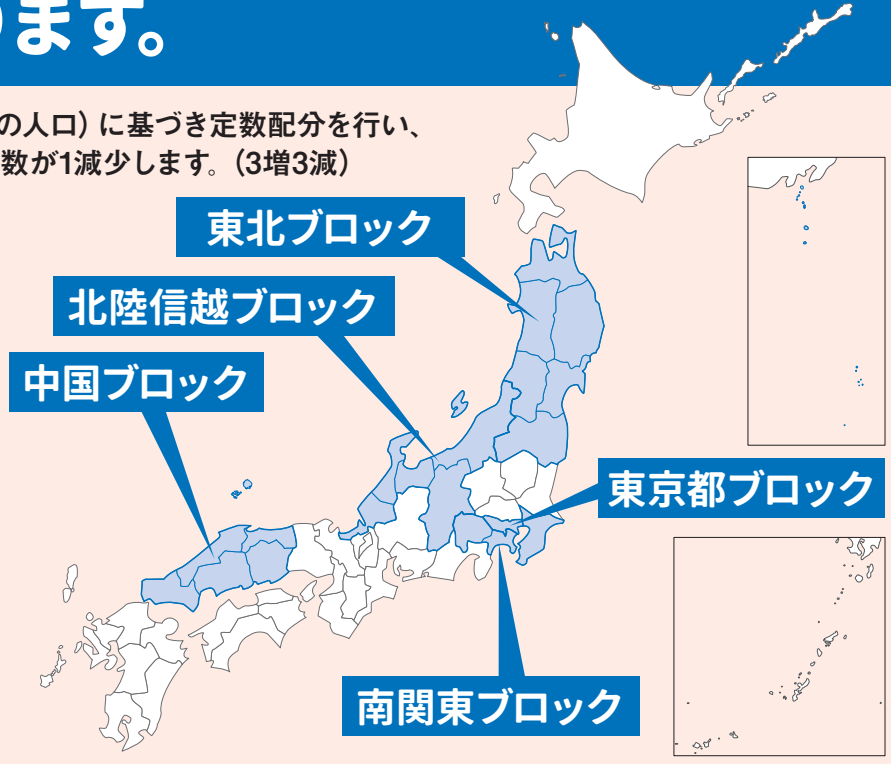 ります。
の人口)に基づき定数配分を行い、
数が1減少します。(3増3減)
東北ブロック
北陸信越ブロック
中国ブロック
東京都ブロック
南関東ブロック